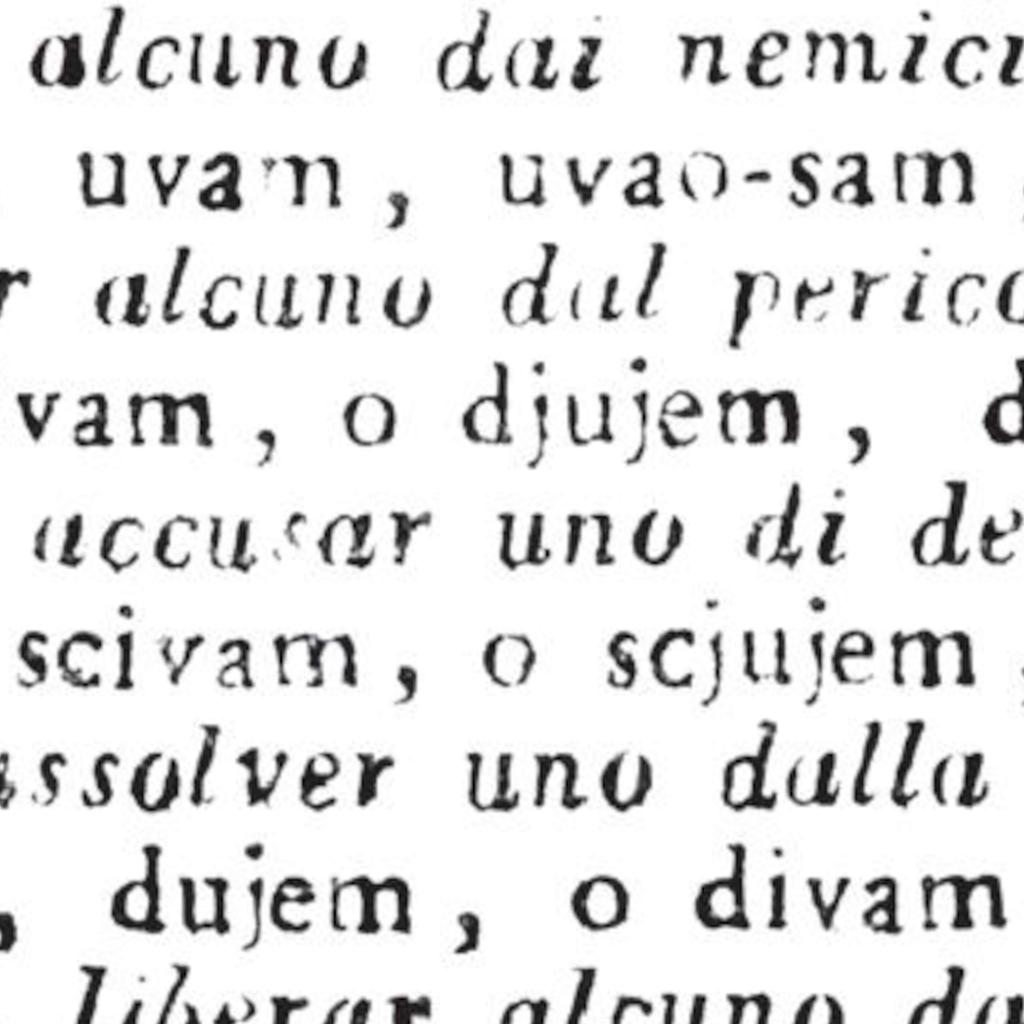 alcuno dai nemici
uvam, uvao-sam
r alcuno dal perico
vam, o djujem, d
accusar uno di de
scivam, o scjujem,
assolver uno dalla
, dujem, o divam
liberar alcuno da